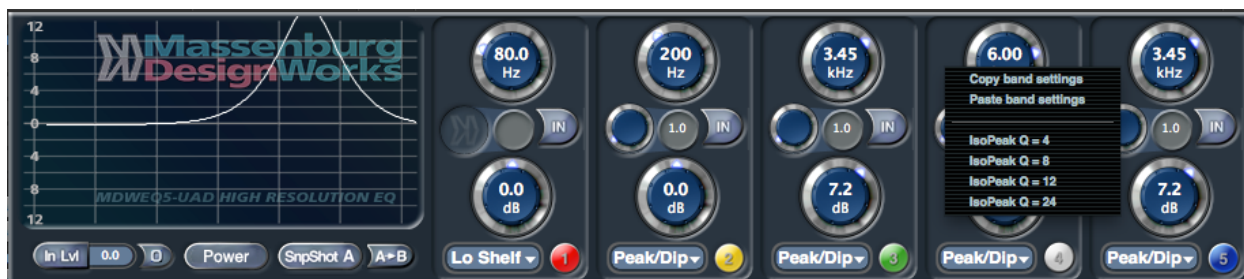 12
8
4
0
4
8
12
Massenburg
DesignWorks
MDWEQ5-UAD HIGH RESOLUTION EQ
In Lvl 0.0 Ø Power SnpShot A A▸B
80.0
Hz
IN
0.0
dB
Lo Shelf 1
200
Hz
1.0 IN
0.0
dB
Peak/Dip 2
3.45
kHz
1.0 IN
7.2
dB
Peak/Dip 3
6.00
Copy band settings
Paste band settings
IsoPeak Q = 4
IsoPeak Q = 8
IsoPeak Q = 12
IsoPeak Q = 24
dB
Peak/Dip 4
3.45
kHz
1.0 IN
7.2
dB
Peak/Dip 5